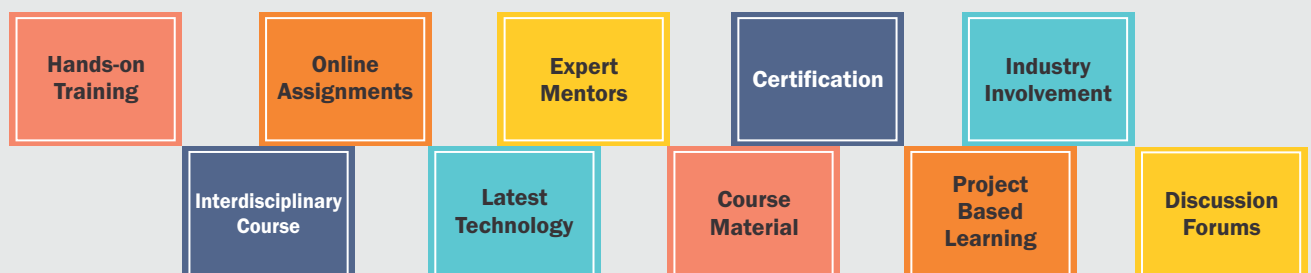 Hands-on
Training
Online
Assignments
Expert
Mentors
Certification
Industry
Involvement
Interdisciplinary
Course
Latest
Technology
Course
Material
Project
Based
Learning
Discussion
Forums